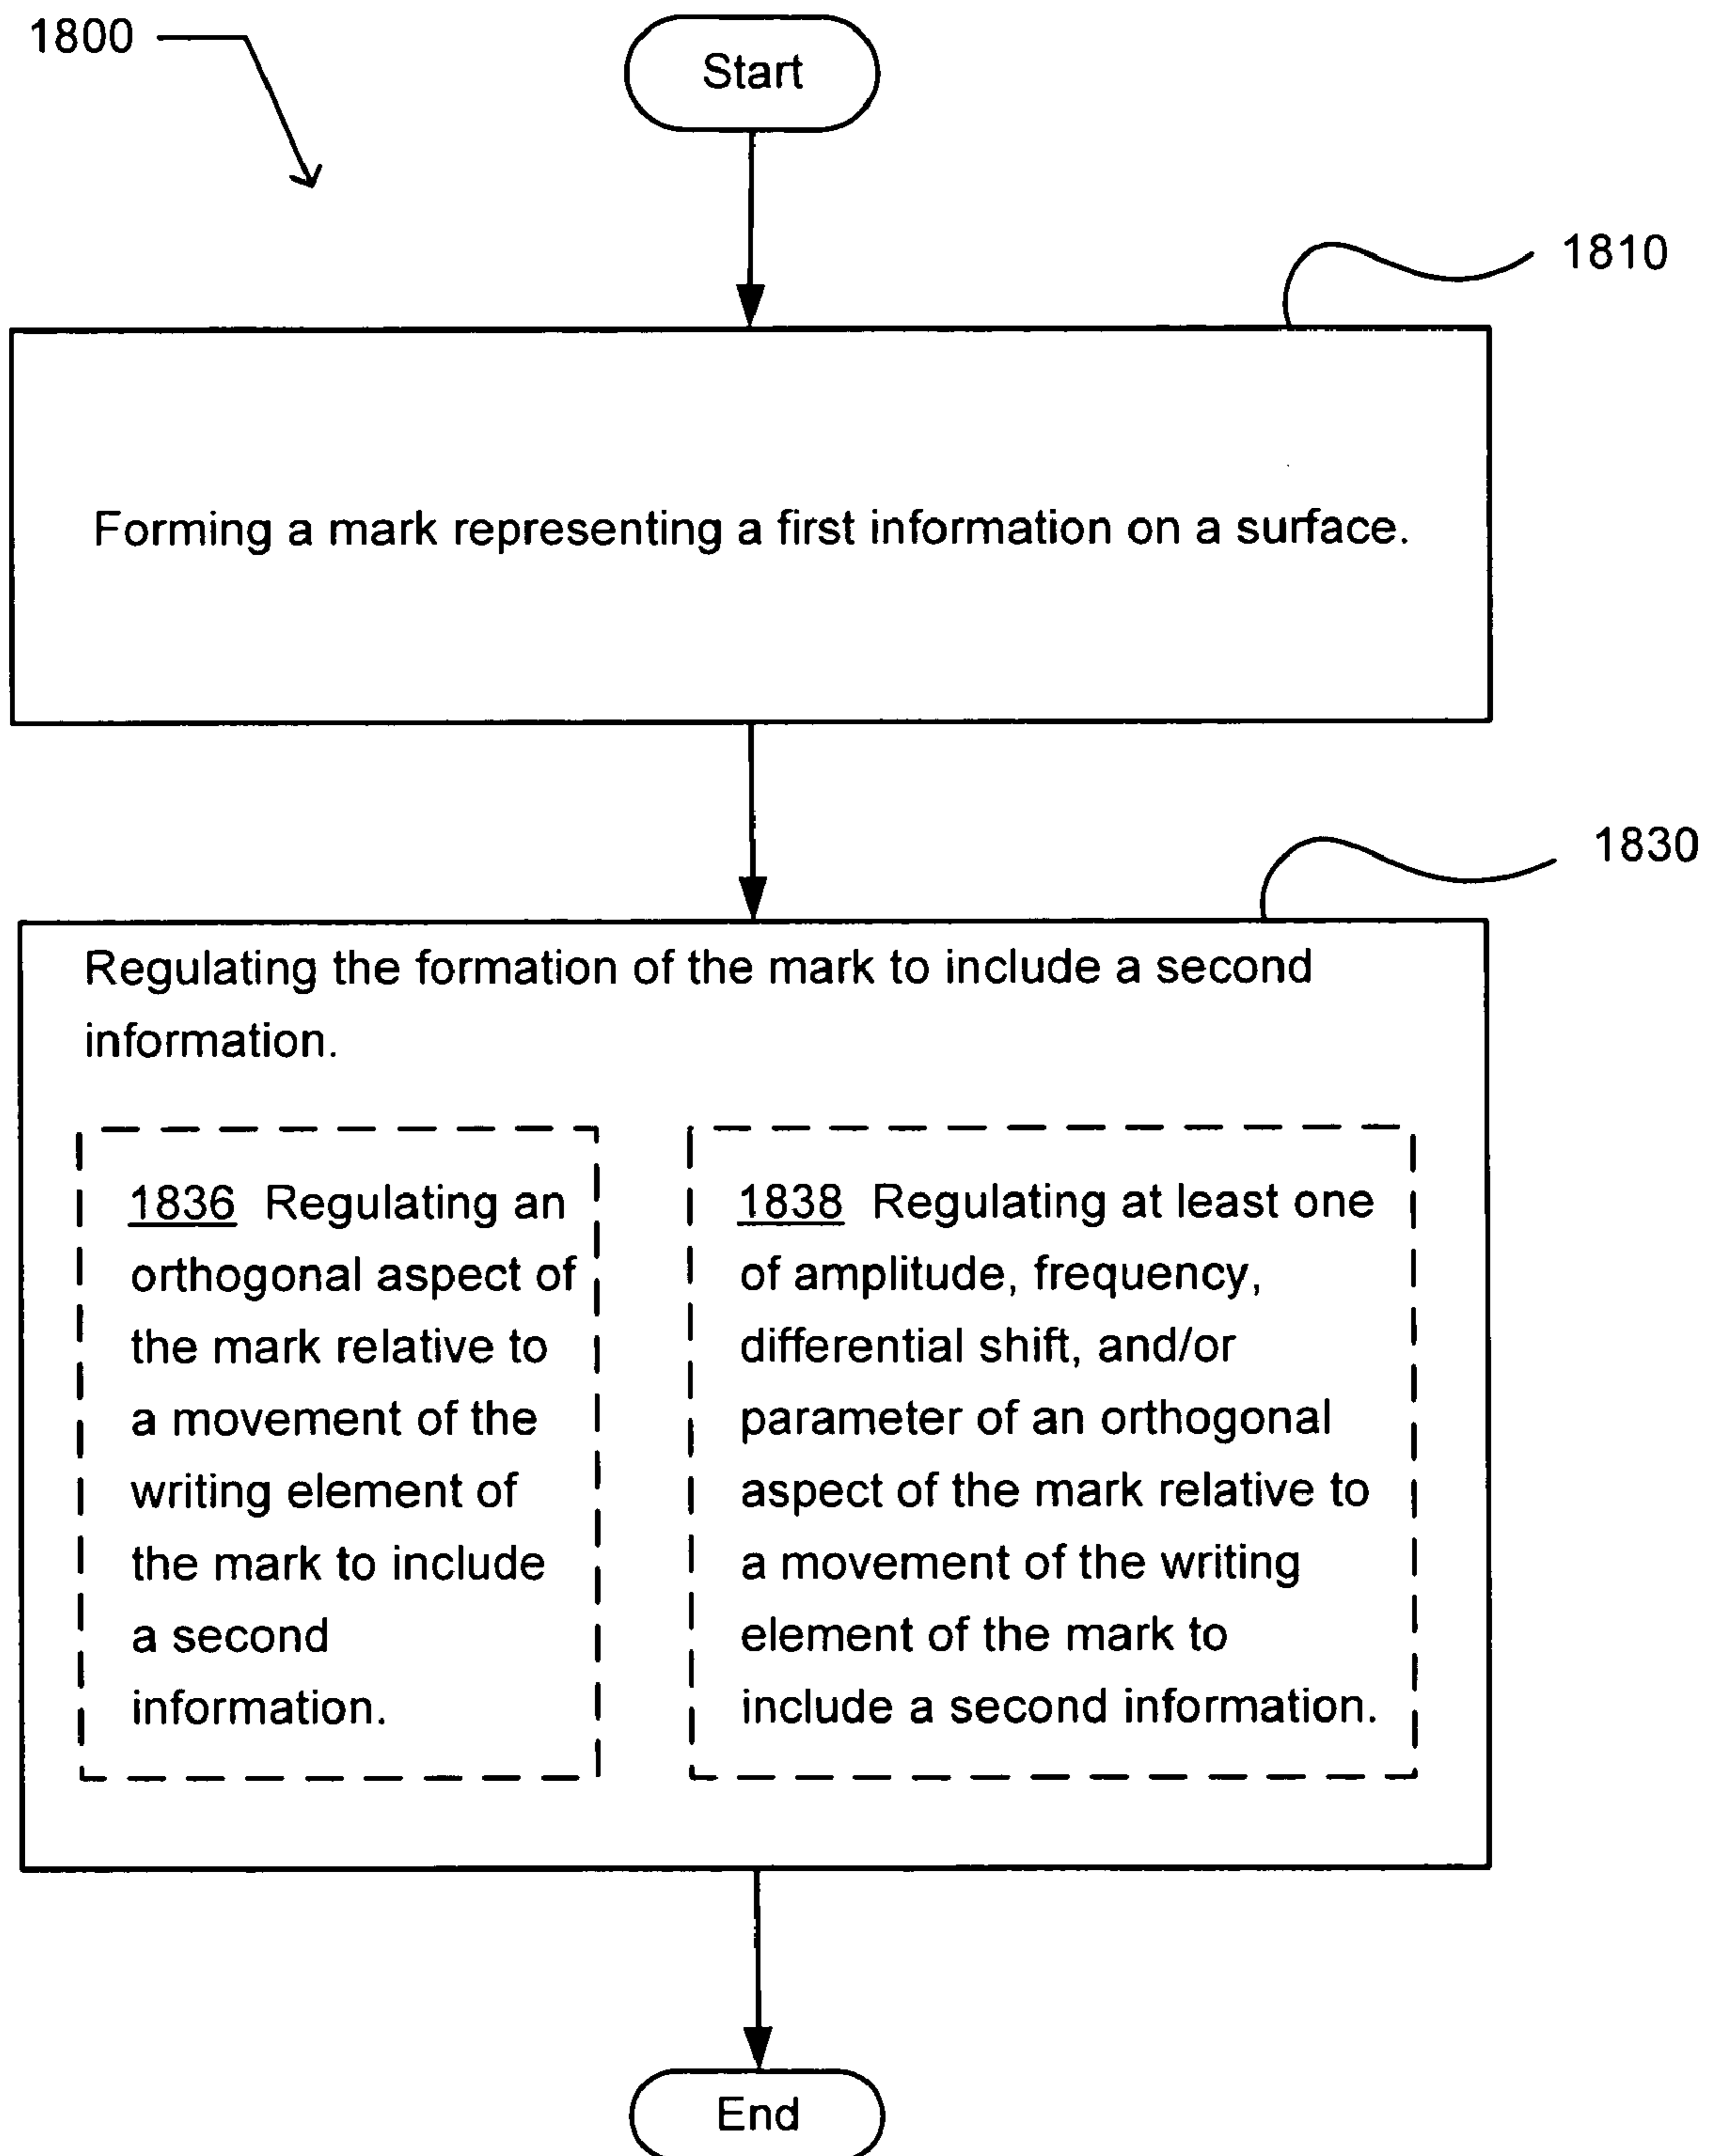 1800
Start
1810
Forming a mark representing a first information on a surface.
1830
Regulating the formation of the mark to include a second
information.
1836 Regulating an
orthogonal aspect of
the mark relative to
a movement of the
writing element of
the mark to include
a second
information.
1838 Regulating at least one
of amplitude, frequency,
differential shift, and/or
parameter of an orthogonal
aspect of the mark relative to
a movement of the writing
element of the mark to
include a second information.
End